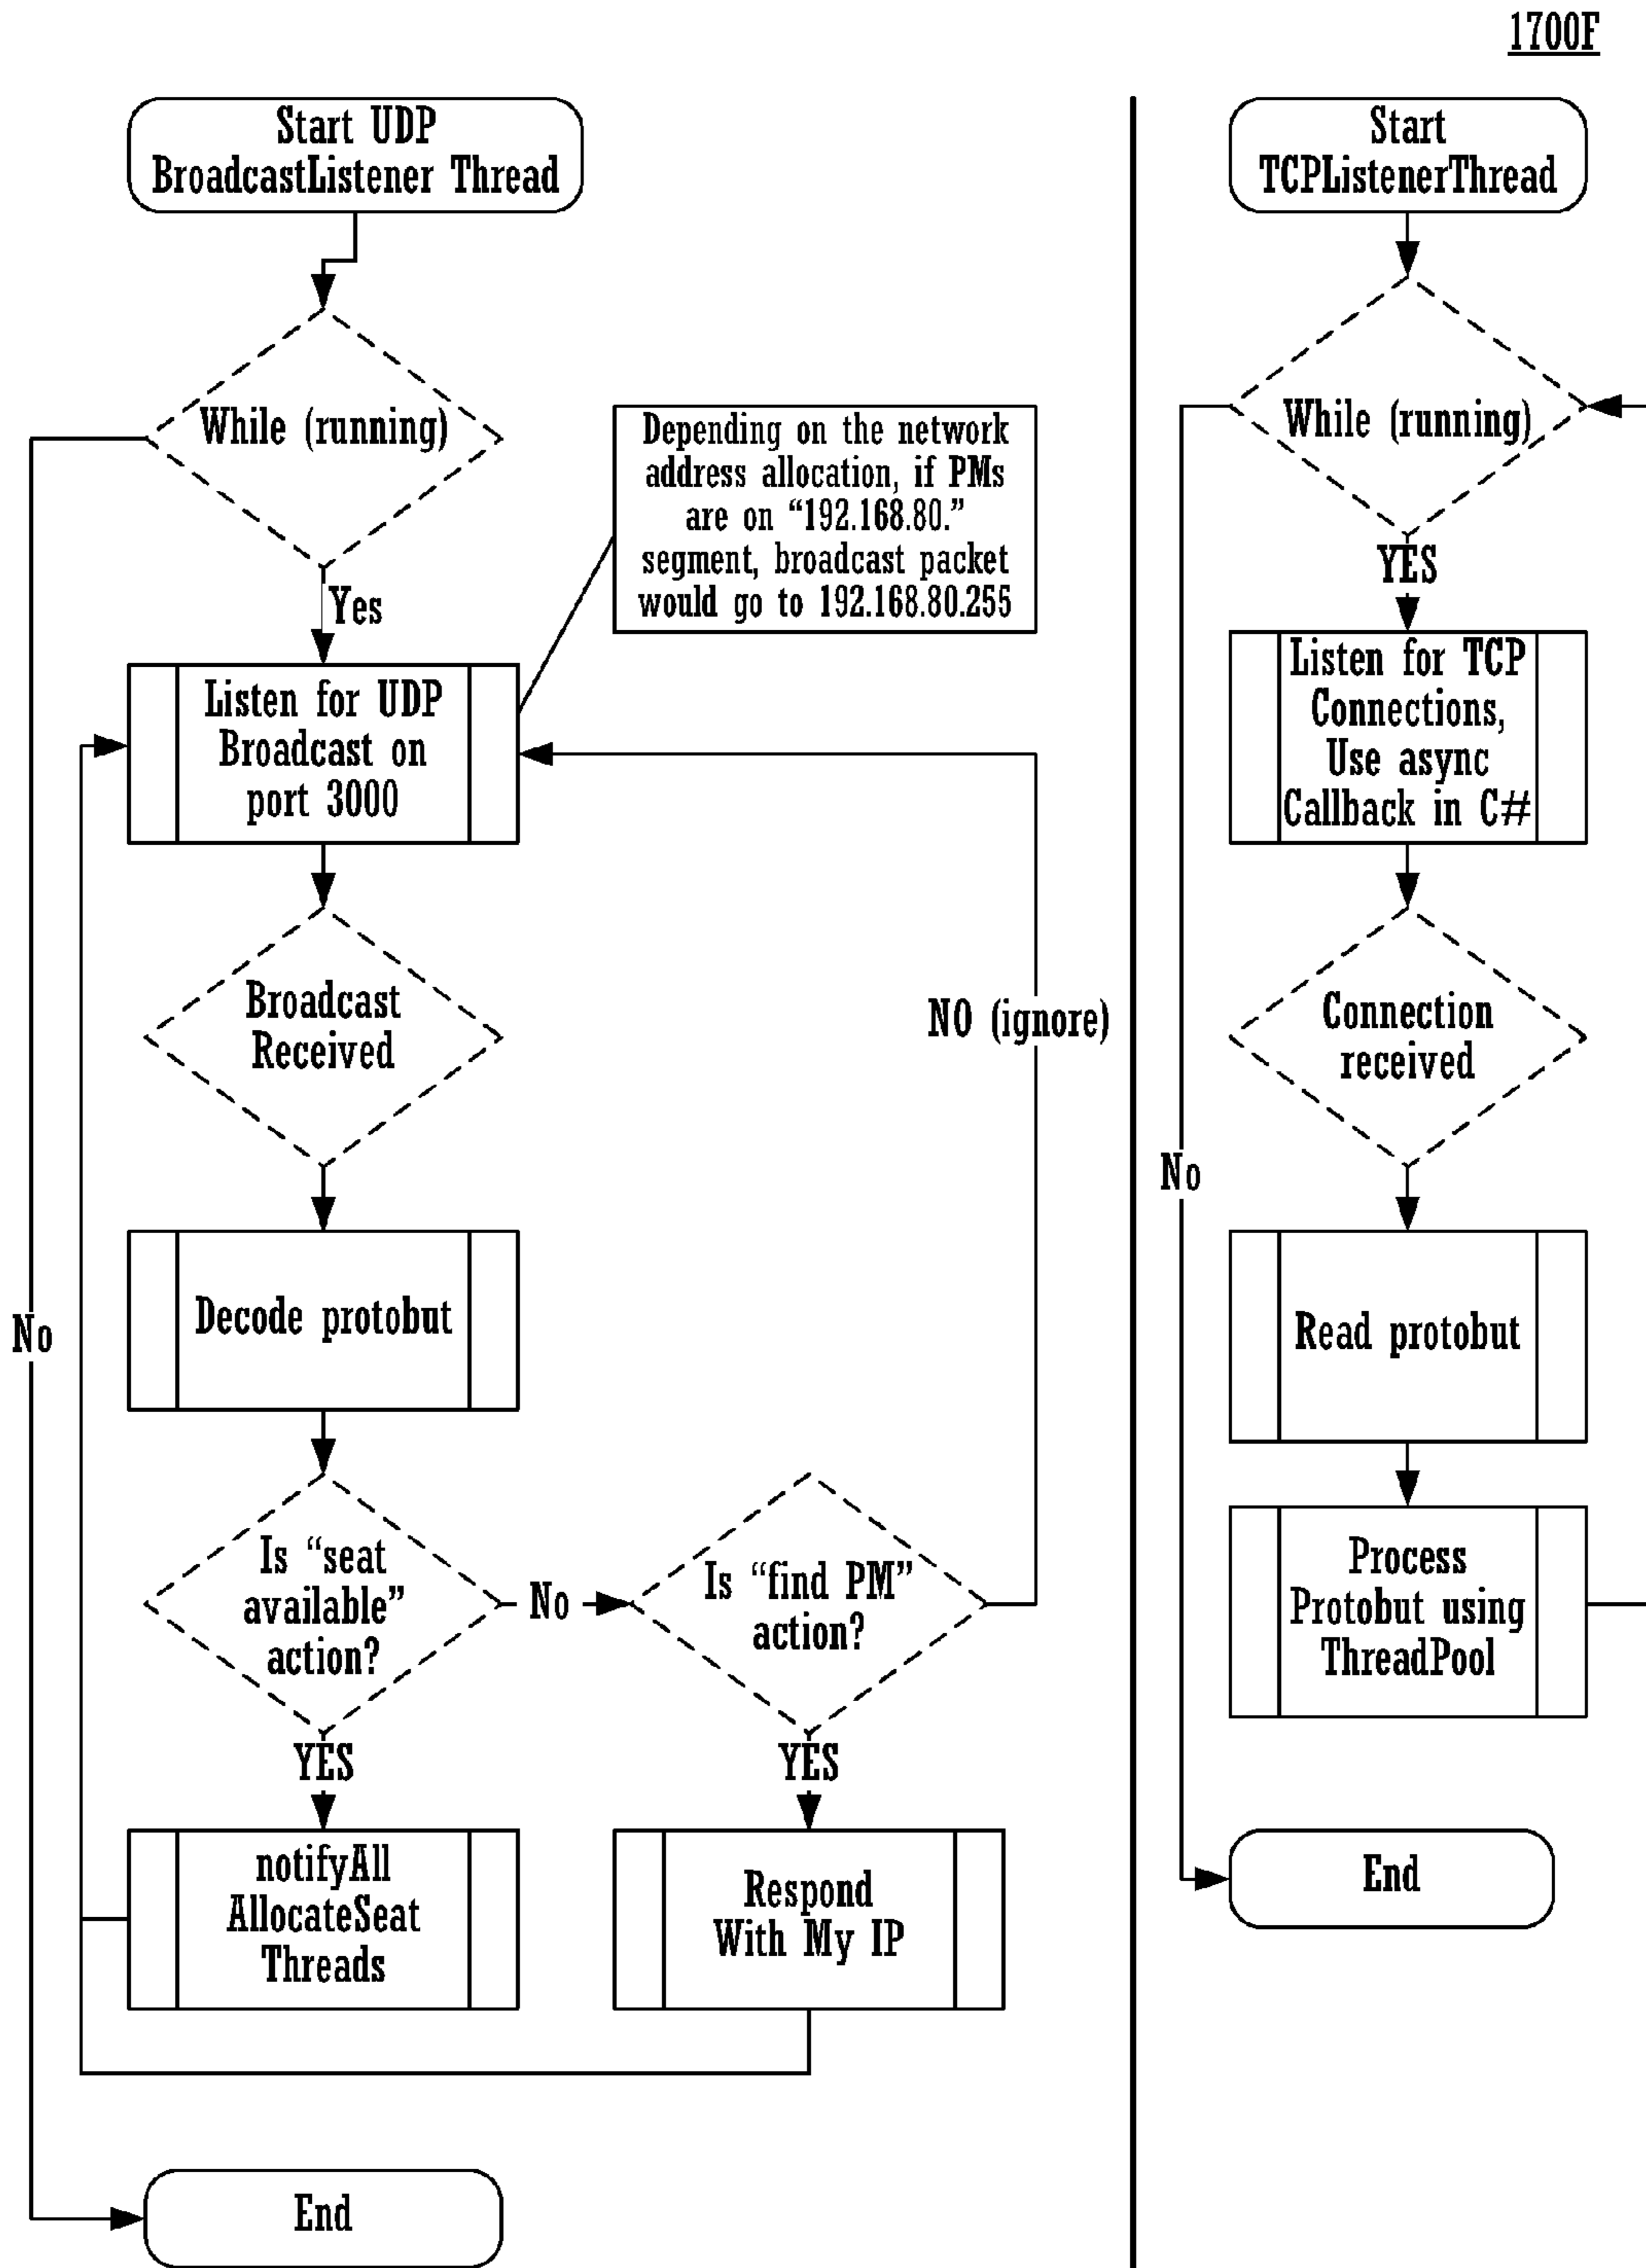 1700F
Start UDP
BroadcastListener Thread
While (running)
Yes
Depending on the network
address allocation, if PMs
are on “192.168.80.”
segment, broadcast packet
would go to 192.168.80.255
Listen for UDP
Broadcast on
port 3000
Broadcast
Received
NO (ignore)
Decode protobut
No
Is “seat
available”
action?
No
Is “find PM”
action?
YES
YES
notifyAll
AllocateSeat
Threads
Respond
With My IP
End
Start
TCPListenerThread
While (running)
YES
Listen for TCP
Connections,
Use async
Callback in C#
Connection
received
No
Read protobut
Process
Protobut using
ThreadPool
End